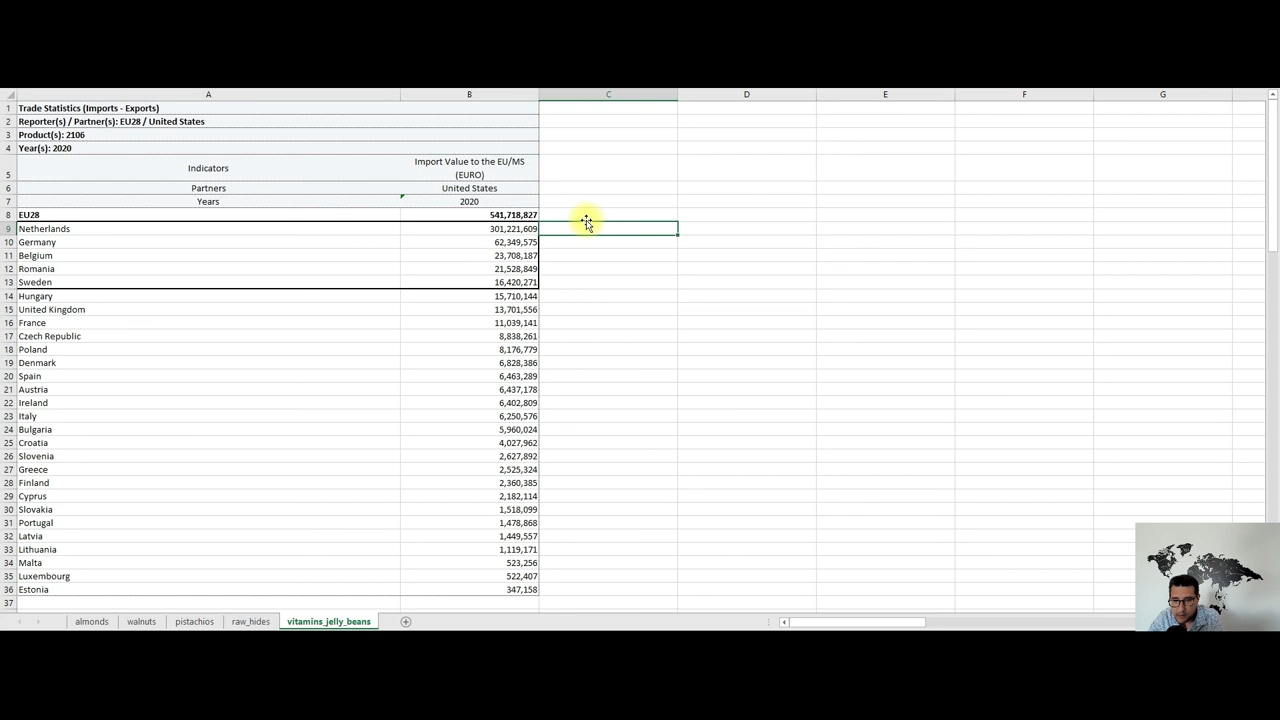 A B C D E F G
1 Trade Statistics (Imports - Exports)
2 Reporter(s) / Partner(s): EU28 / United States
3 Product(s): 2106
4 Year(s): 2020
5 Indicators Import Value to the EU/MS (EURO)
6 Partners United States
7 Years 2020
8 EU28 541,718,827
9 Netherlands 301,221,609
10 Germany 62,349,575
11 Belgium 23,708,187
12 Romania 21,528,849
13 Sweden 16,420,271
14 Hungary 15,710,144
15 United Kingdom 13,701,556
16 France 11,039,141
17 Czech Republic 8,838,261
18 Poland 8,176,779
19 Denmark 6,828,386
20 Spain 6,463,289
21 Austria 6,437,178
22 Ireland 6,402,809
23 Italy 6,250,576
24 Bulgaria 5,960,024
25 Croatia 4,027,962
26 Slovenia 2,627,892
27 Greece 2,525,324
28 Finland 2,360,385
29 Cyprus 2,182,114
30 Slovakia 1,518,099
31 Portugal 1,478,868
32 Latvia 1,449,557
33 Lithuania 1,119,171
34 Malta 523,256
35 Luxembourg 522,407
36 Estonia 347,158
37
almonds walnuts pistachios raw_hides vitamins_jelly_beans